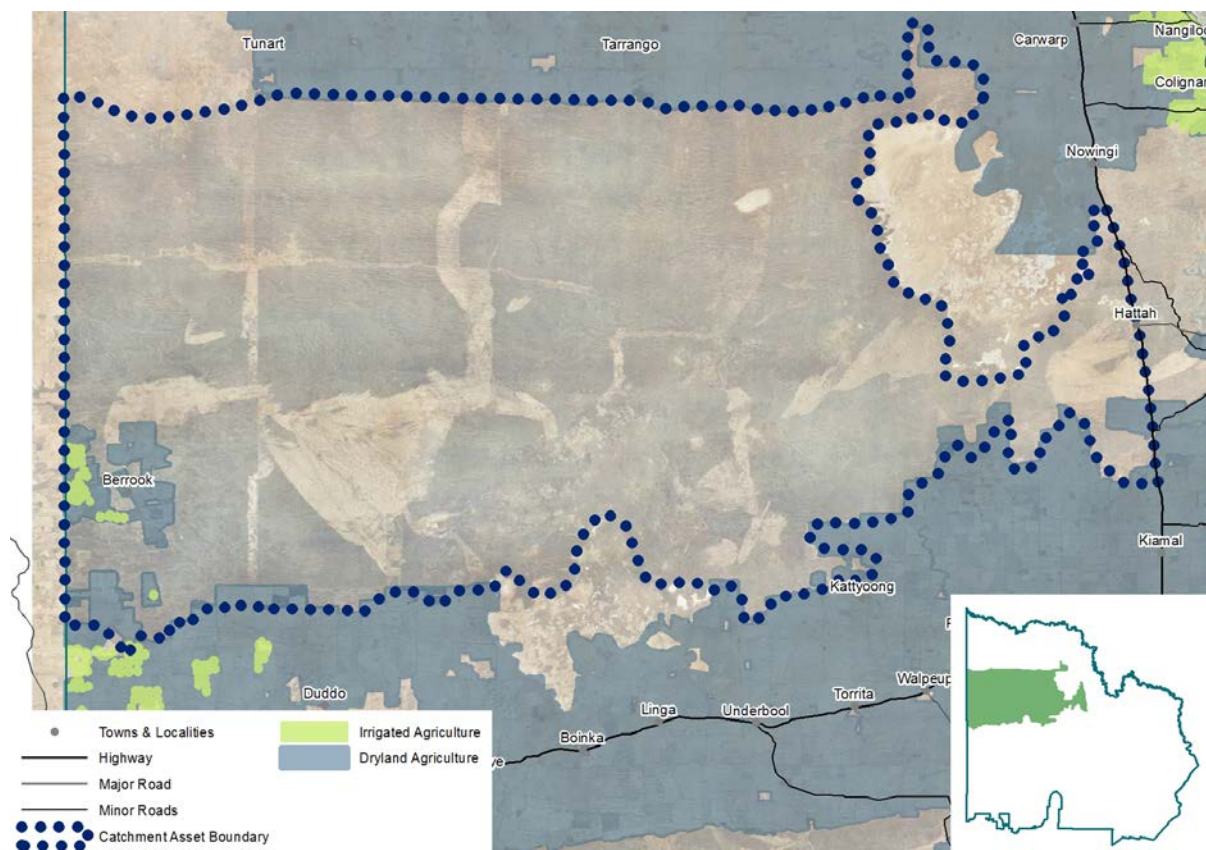 Tunart
Tarrango
Carwarp
Colignan
Nowingi
Hattah
Berrook
Kiamal
Kattyoong
Duddo
Walpeup
Torrita
Linga
Underbool
Boinka
ye
Towns & Localities
Highway
Major Road
Minor Roads
Catchment Asset Boundary
Irrigated Agriculture
Dryland Agriculture